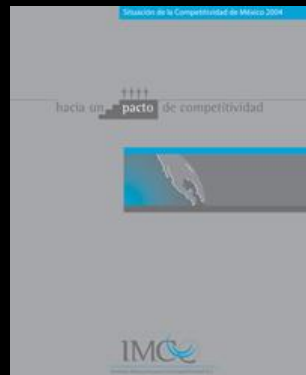 Situación de la Competitividad de México 2004
hacia un pacto de competitividad
IMCO